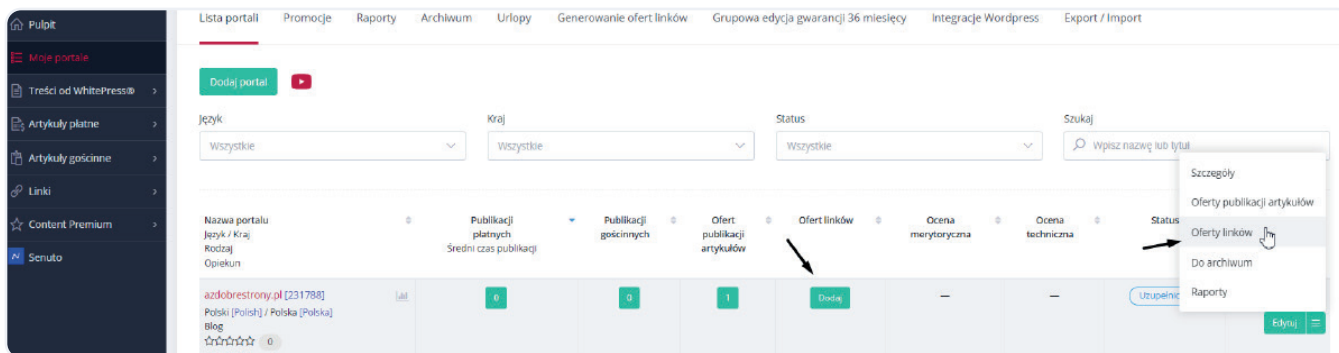 Pulpit
Moje portale
Treści od WhitePress®
Artykuły płatne
Artykuły gościnne
Linki
Content Premium
Senuto
Lista portali Promocje Raporty Archiwum Urlopy Generowanie ofert linków Grupowa edycja gwarancji 36 miesięcy Integracje Wordpress Export / Import
Dodaj portal
Język Kraj Status Szukaj
Wszystkie Wszystkie Wszystkie Wpisz nazwę lub tytuł
Szczegóły
Oferty publikacji artykułów
Oferty linków
Do archiwum
Raporty
Nazwa portalu
Język / Kraj
Rodzaj
Opiekun
Publikacji
płatnych
Średni czas publikacji
Publikacji
gościnnych
Ofert
publikacji
artykułów
Ofert linków
Ocena
merytoryczna
Ocena
techniczna
Status
azdobrestrony.pl [231788] 0 0 1 Dodaj — —
Polski [Polish] / Polska [Polska]
Blog
0
Edytuj